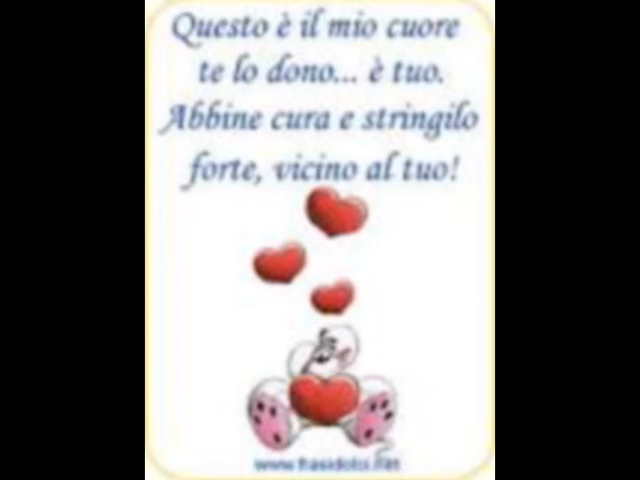 Questo è il mio cuore
te lo dono... è tuo.
Abbine cura e stringilo
forte, vicino al tuo!
www.frasidolci.net